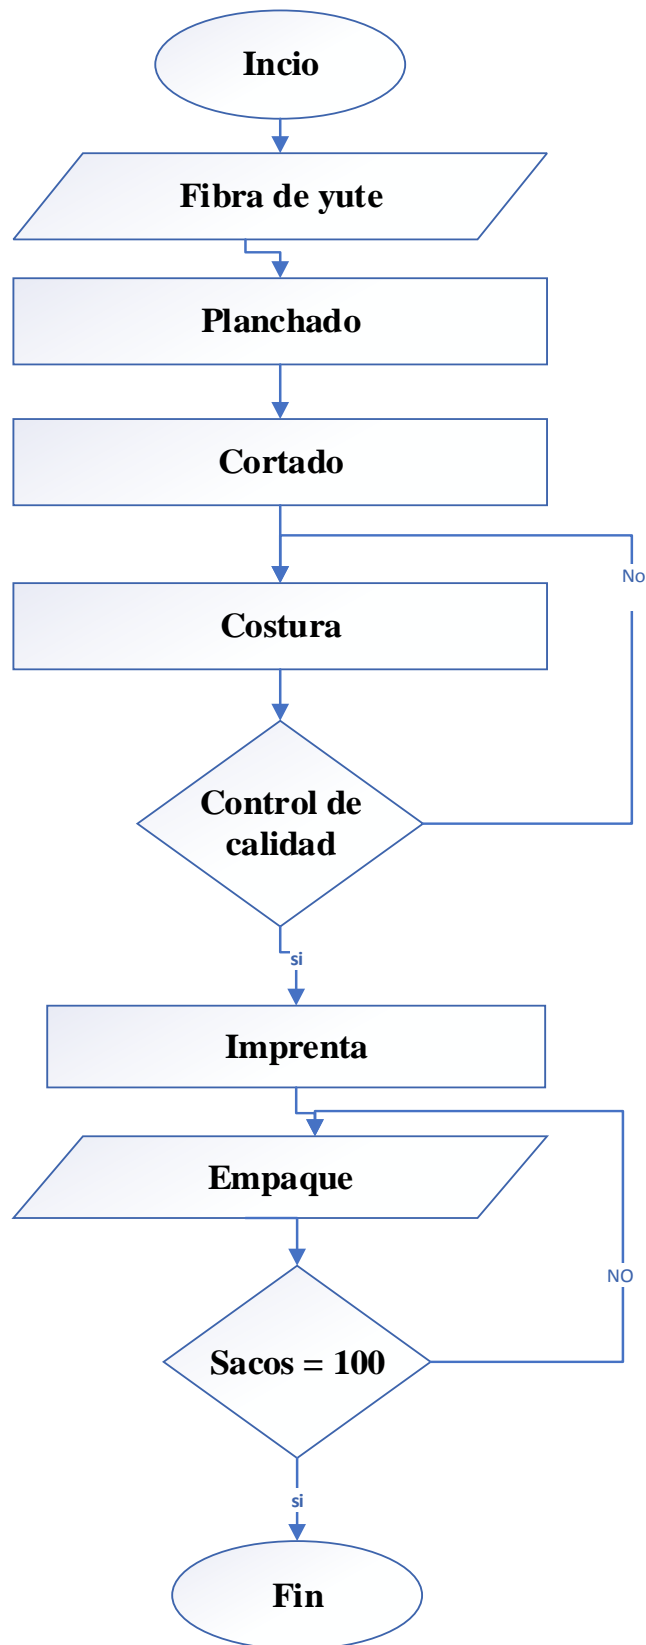 Incio
Fibra de yute
Planchado
Cortado
No
Costura
Control de
calidad
si
Imprenta
Empaque
NO
Sacos = 100
si
Fin